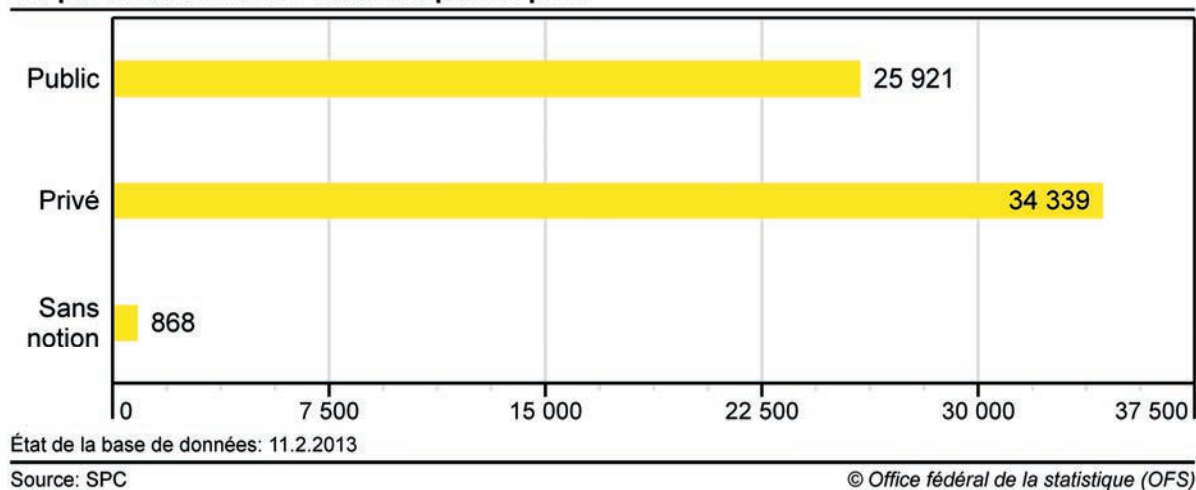 Public
25 921
Privé
34 339
Sans
notion
868
0 7 500 15 000 22 500 30 000 37 500
État de la base de données: 11.2.2013
Source: SPC © Office fédéral de la statistique (OFS)